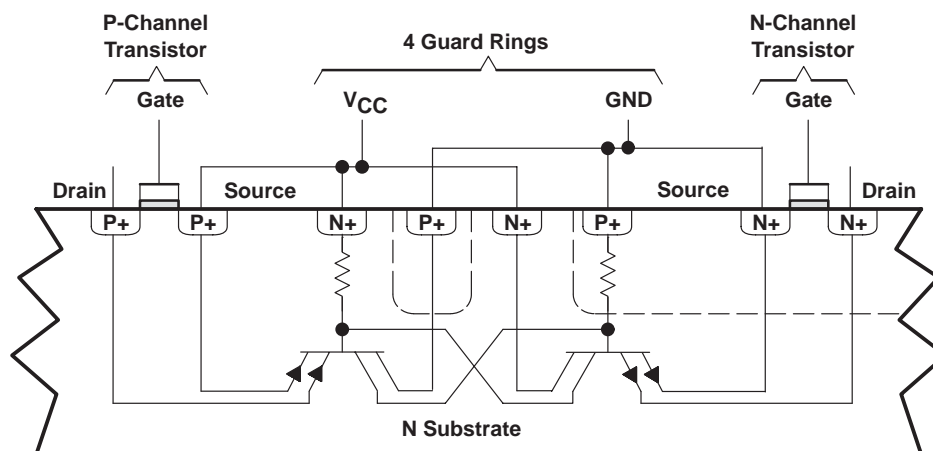 P-Channel
Transistor
4 Guard Rings
N-Channel
Transistor
Gate
VCC
GND
Gate
Drain
Source
Source
Drain
P+
P+
N+
P+
N+
P+
N+
N+
N Substrate